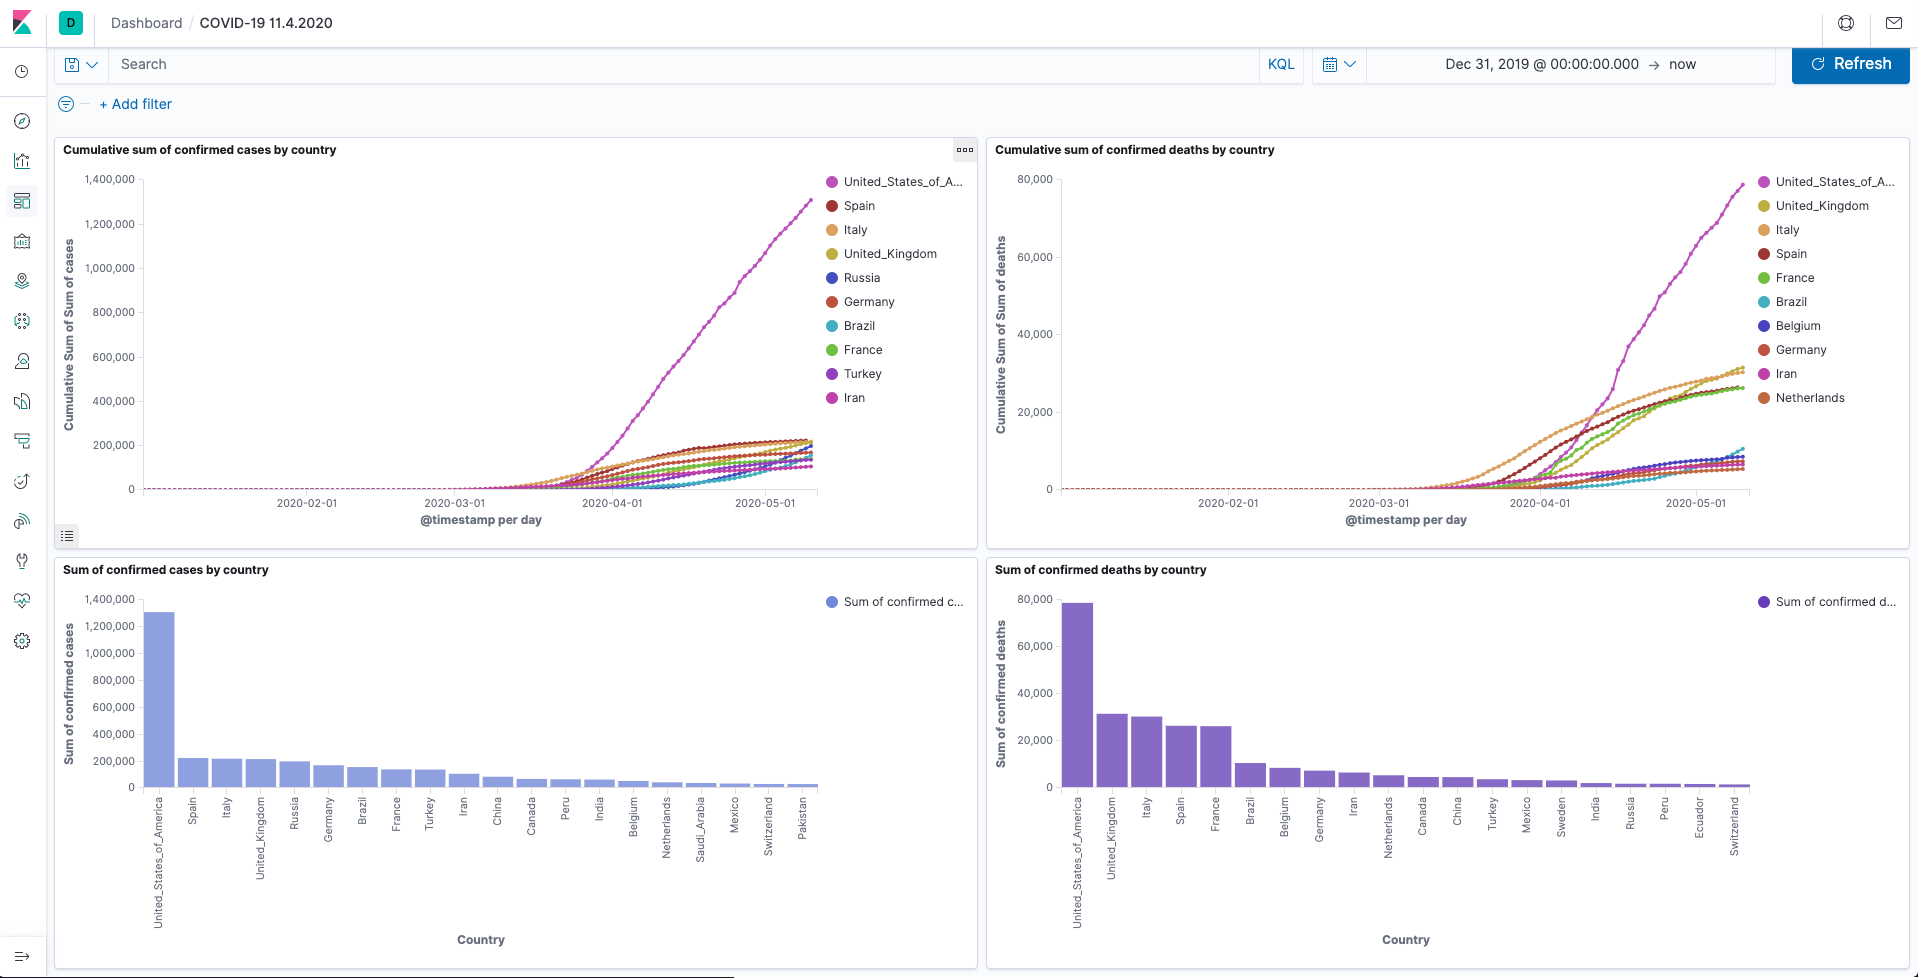 D Dashboard / COVID-19 11.4.2020
Search KQL Dec 31, 2019 @ 00:00:00.000 → now Refresh
+ Add filter
Cumulative sum of confirmed cases by country
Cumulative Sum of Sum of cases
1,400,000
1,200,000
1,000,000
800,000
600,000
400,000
200,000
0
2020-02-01 2020-03-01 2020-04-01 2020-05-01
@timestamp per day
United_States_of_A...
Spain
Italy
United_Kingdom
Russia
Germany
Brazil
France
Turkey
Iran
Cumulative sum of confirmed deaths by country
Cumulative Sum of Sum of deaths
80,000
60,000
40,000
20,000
0
2020-02-01 2020-03-01 2020-04-01 2020-05-01
@timestamp per day
United_States_of_A...
United_Kingdom
Italy
Spain
France
Brazil
Belgium
Germany
Iran
Netherlands
Sum of confirmed cases by country
Sum of confirmed cases
1,400,000
1,200,000
1,000,000
800,000
600,000
400,000
200,000
0
United_States_of_America
Spain
Italy
United_Kingdom
Russia
Germany
Brazil
France
Turkey
Iran
China
Canada
Peru
India
Belgium
Netherlands
Saudi_Arabia
Mexico
Switzerland
Pakistan
Country
Sum of confirmed c...
Sum of confirmed deaths by country
Sum of confirmed deaths
80,000
60,000
40,000
20,000
0
United_States_of_America
United_Kingdom
Italy
Spain
France
Brazil
Belgium
Germany
Iran
Netherlands
Canada
China
Turkey
Mexico
Sweden
India
Russia
Peru
Ecuador
Switzerland
Country
Sum of confirmed d...